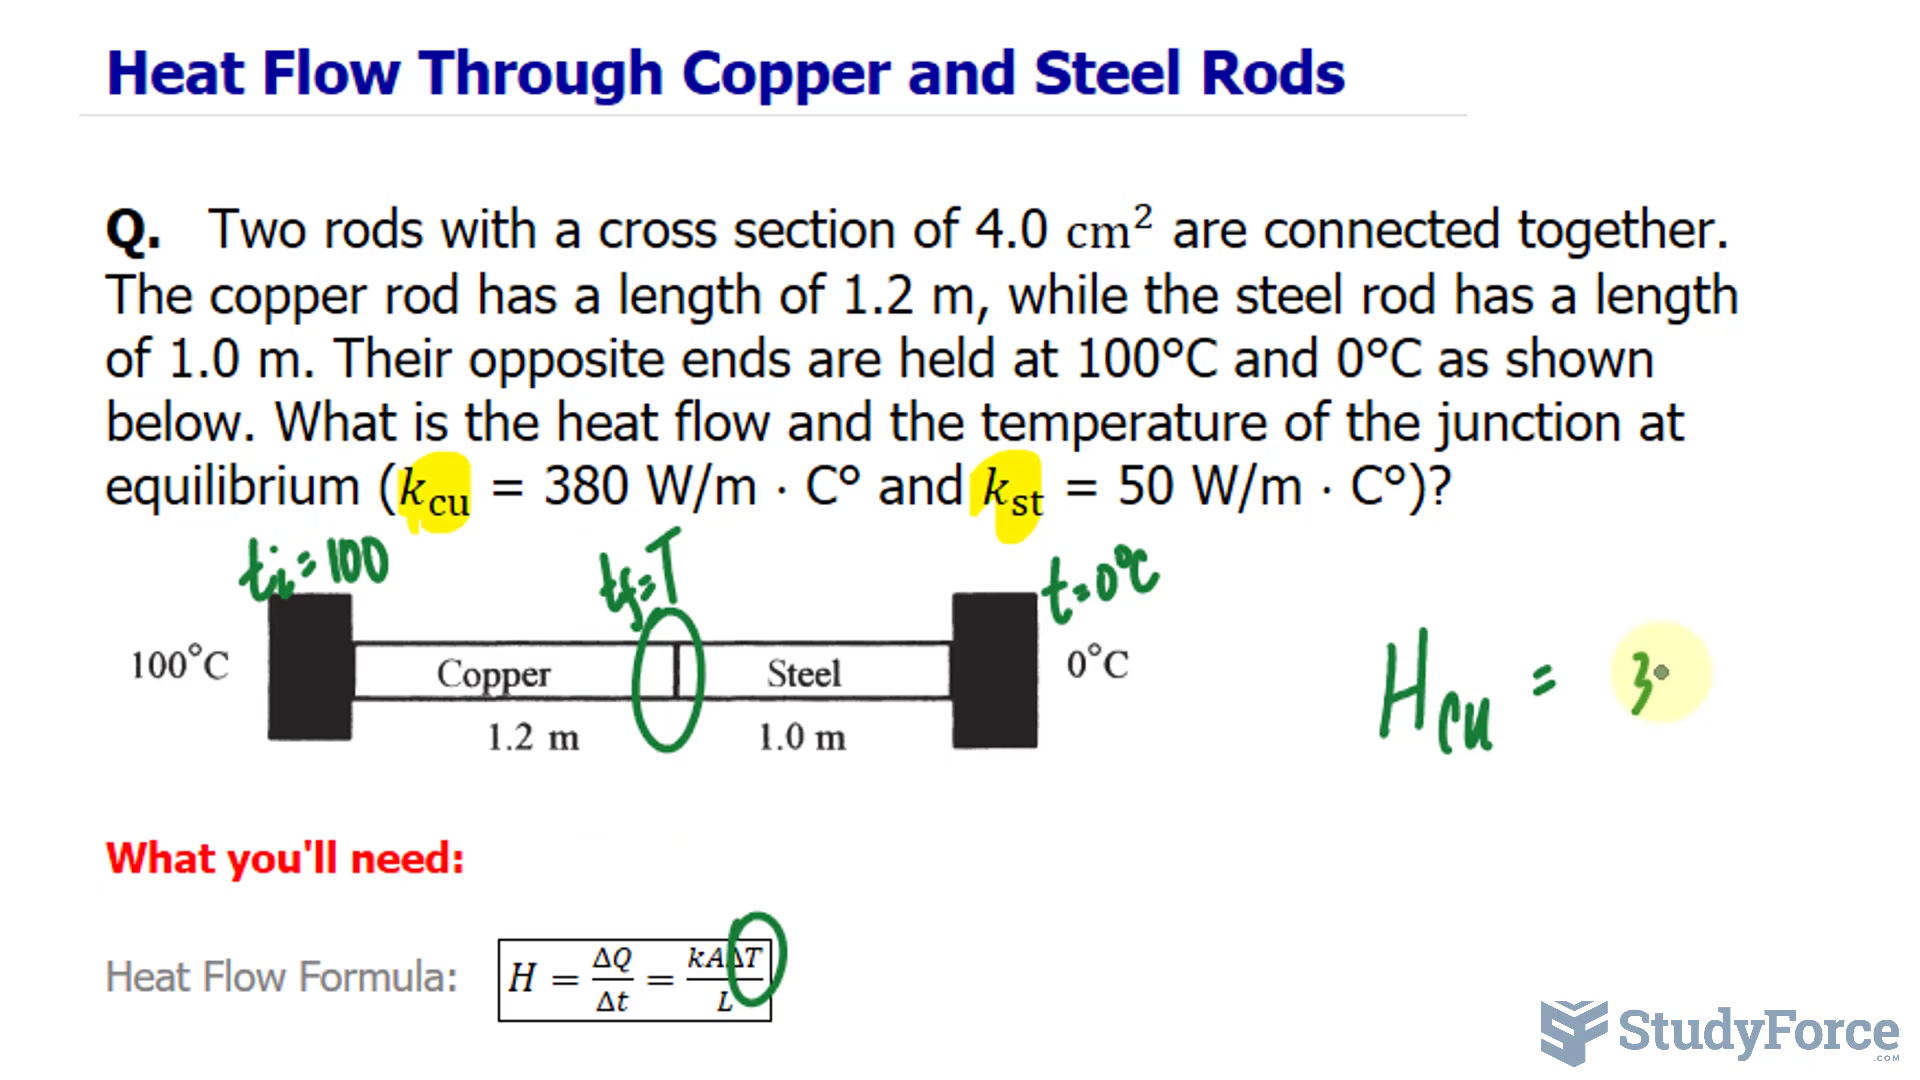 Heat Flow Through Copper and Steel Rods
Q. Two rods with a cross section of 4.0 cm² are connected together.
The copper rod has a length of 1.2 m, while the steel rod has a length
of 1.0 m. Their opposite ends are held at 100°C and 0°C as shown
below. What is the heat flow and the temperature of the junction at
equilibrium (k_cu = 380 W/m · C° and k_st = 50 W/m · C°)?
ti = 100
tf = T
t = 0°C
100°C
Copper
Steel
0°C
1.2 m
1.0 m
Hcu = 3
What you'll need:
Heat Flow Formula: H = ΔQ/Δt = kAΔT/L
StudyForce
.COM